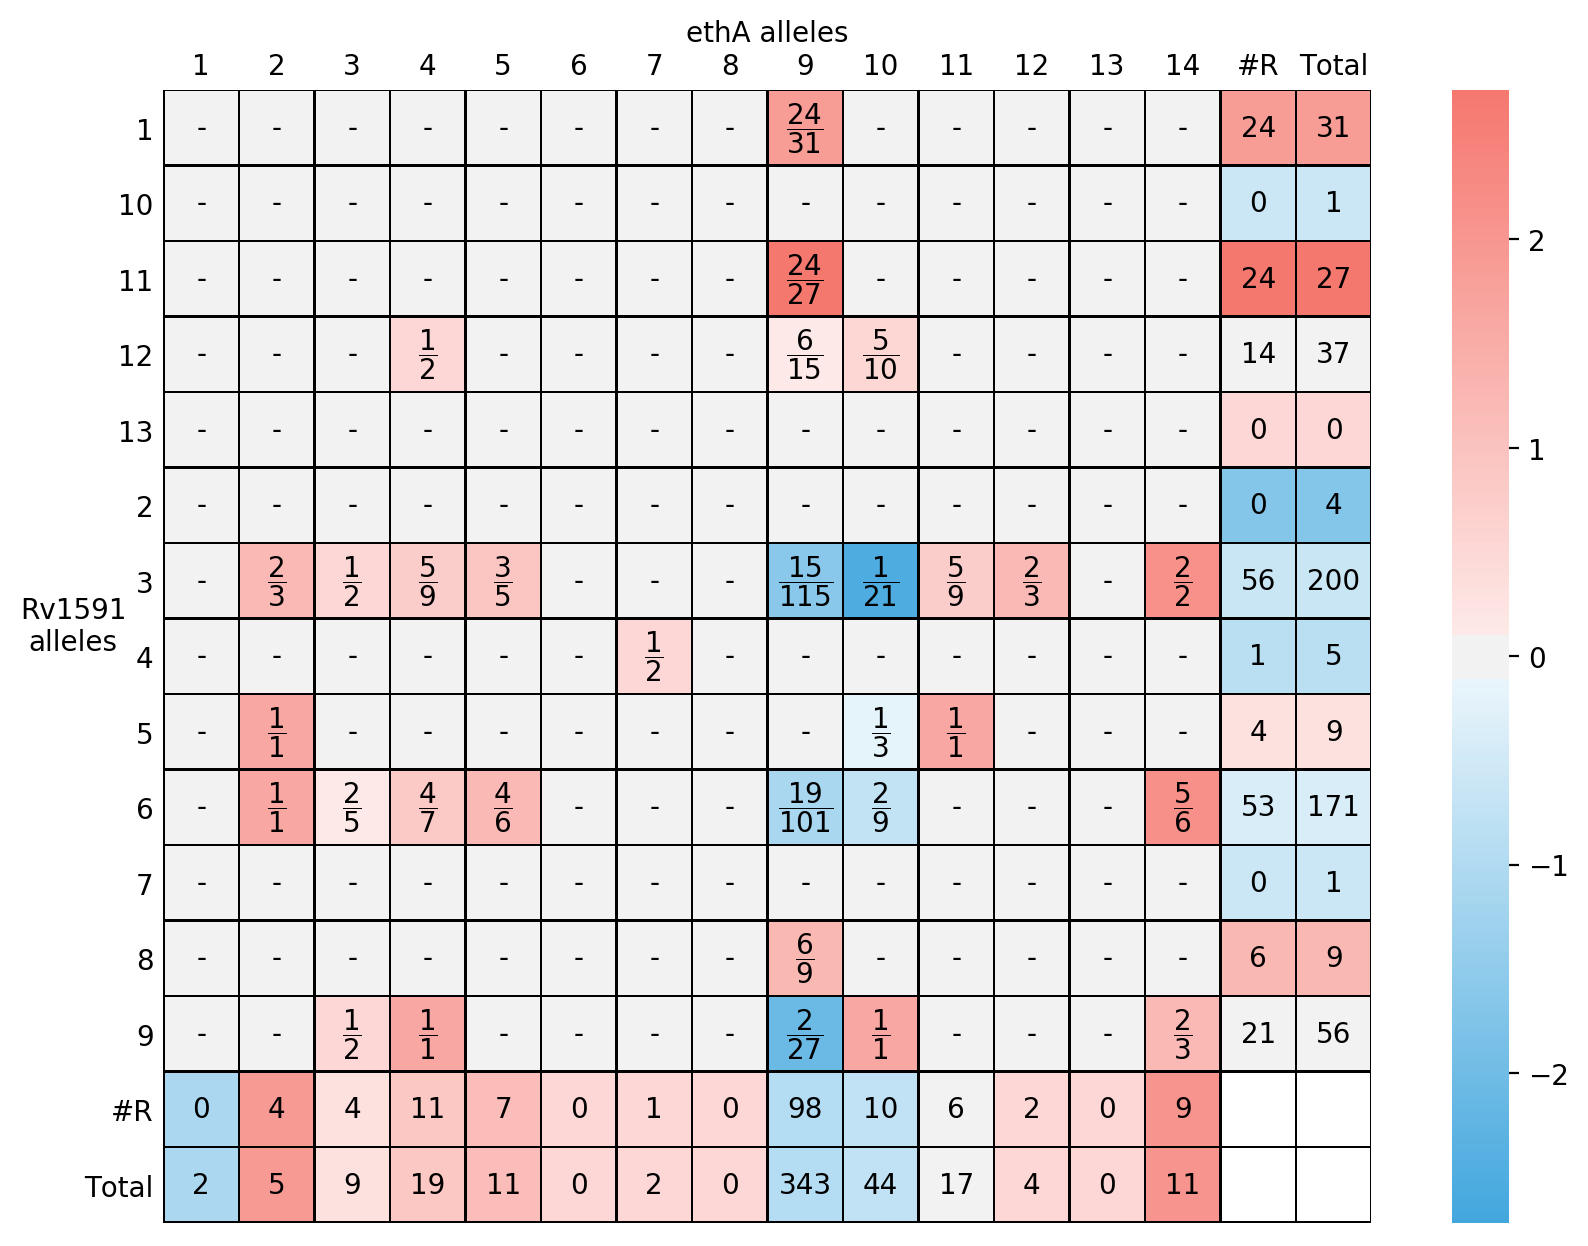 ethA alleles
1 2 3 4 5 6 7 8 9 10 11 12 13 14 #R Total
1 - - - - - - - - 24/31 - - - - - 24 31
10 - - - - - - - - - - - - - - 0 1
11 - - - - - - - - 24/27 - - - - - 24 27
12 - - - 1/2 - - - - 6/15 5/10 - - - - 14 37
13 - - - - - - - - - - - - - - 0 0
2 - - - - - - - - - - - - - - 0 4
3 - 2/3 1/2 5/9 3/5 - - - 15/115 1/21 5/9 2/3 - 2/2 56 200
Rv1591
alleles
4 - - - - - - 1/2 - - - - - - - 1 5
5 - 1/1 - - - - - - - 1/3 1/1 - - - 4 9
6 - 1/1 2/5 4/7 4/6 - - - 19/101 2/9 - - - 5/6 53 171
7 - - - - - - - - - - - - - - 0 1
8 - - - - - - - - 6/9 - - - - - 6 9
9 - - 1/2 1/1 - - - - 2/27 1/1 - - - 2/3 21 56
#R 0 4 4 11 7 0 1 0 98 10 6 2 0 9
Total 2 5 9 19 11 0 2 0 343 44 17 4 0 11
2
1
0
−1
−2